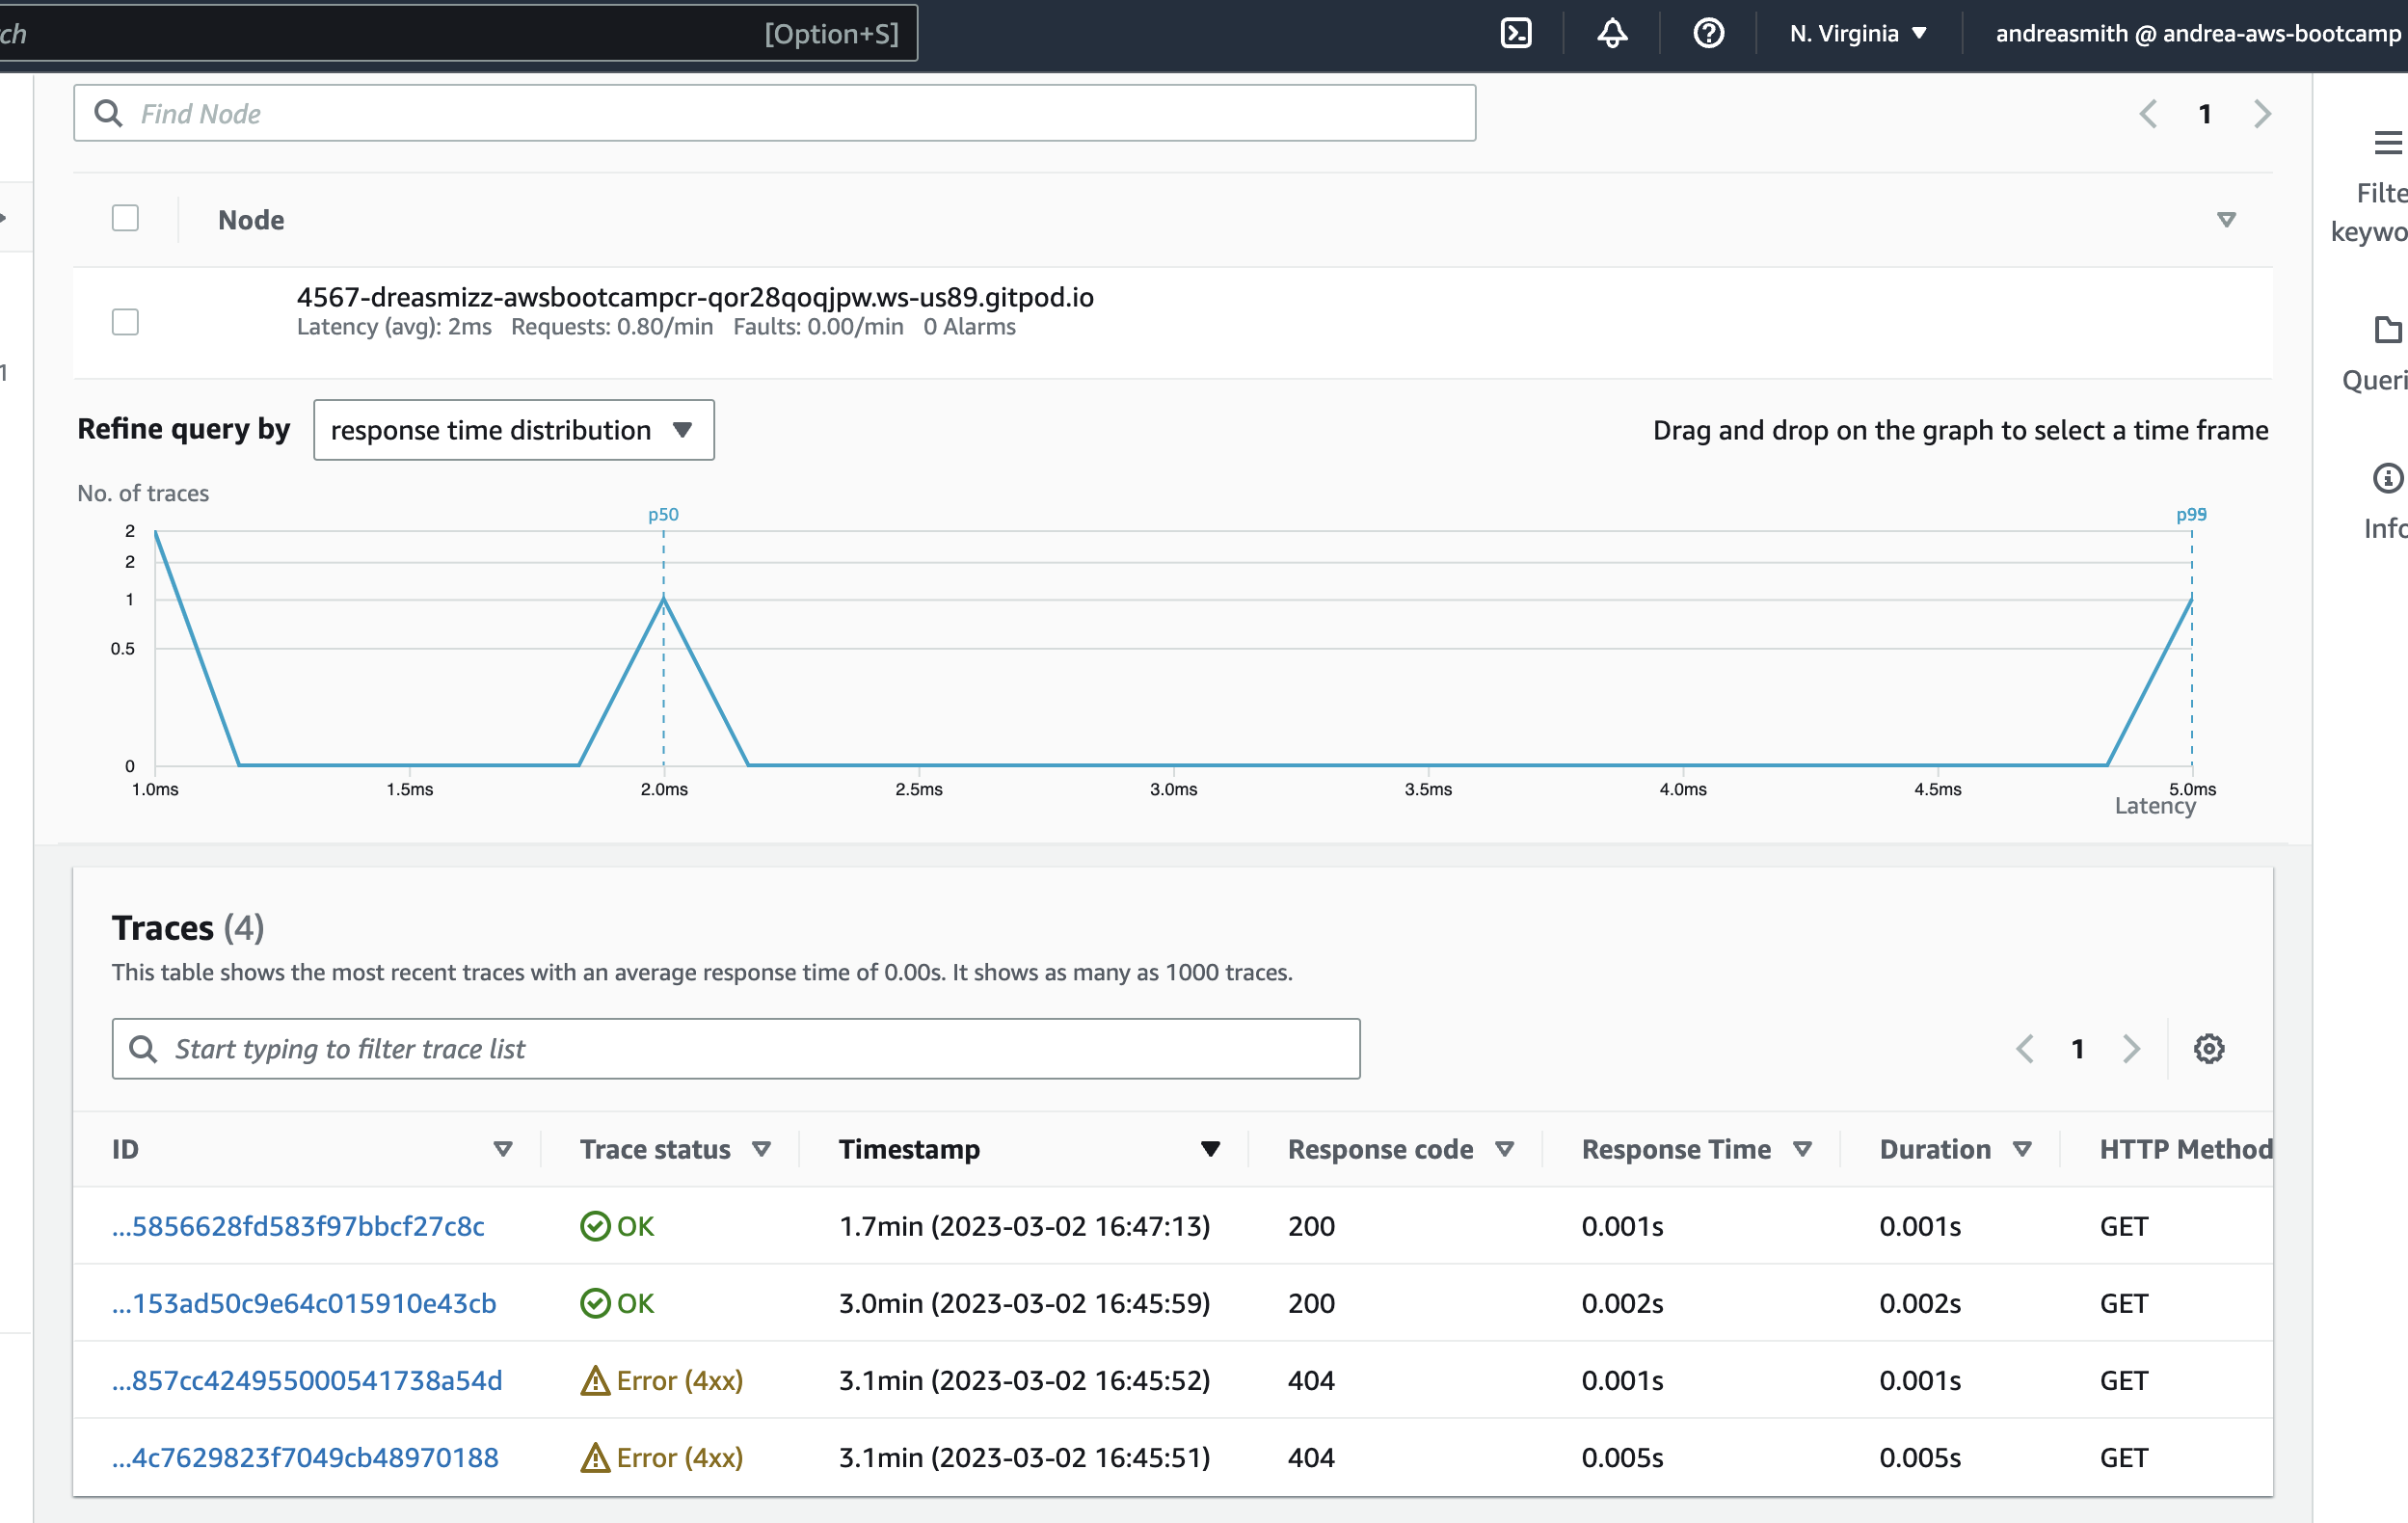 [Option+S]
N. Virginia
andreasmith @ andrea-aws-bootcamp
Find Node
1
Node
4567-dreasmizz-awsbootcampcr-qor28qoqjpw.ws-us89.gitpod.io
Latency (avg): 2ms Requests: 0.80/min Faults: 0.00/min 0 Alarms
Refine query by
response time distribution
Drag and drop on the graph to select a time frame
No. of traces
p50
2
2
1
0.5
0
1.0ms 1.5ms 2.0ms 2.5ms 3.0ms 3.5ms 4.0ms 4.5ms 5.0ms
Latency
Traces (4)
This table shows the most recent traces with an average response time of 0.00s. It shows as many as 1000 traces.
Start typing to filter trace list
1
ID Trace status Timestamp Response code Response Time Duration HTTP Method
...5856628fd583f97bbcf27c8c OK 1.7min (2023-03-02 16:47:13) 200 0.001s 0.001s GET
...153ad50c9e64c015910e43cb OK 3.0min (2023-03-02 16:45:59) 200 0.002s 0.002s GET
...857cc424955000541738a54d Error (4xx) 3.1min (2023-03-02 16:45:52) 404 0.001s 0.001s GET
...4c7629823f7049cb48970188 Error (4xx) 3.1min (2023-03-02 16:45:51) 404 0.005s 0.005s GET